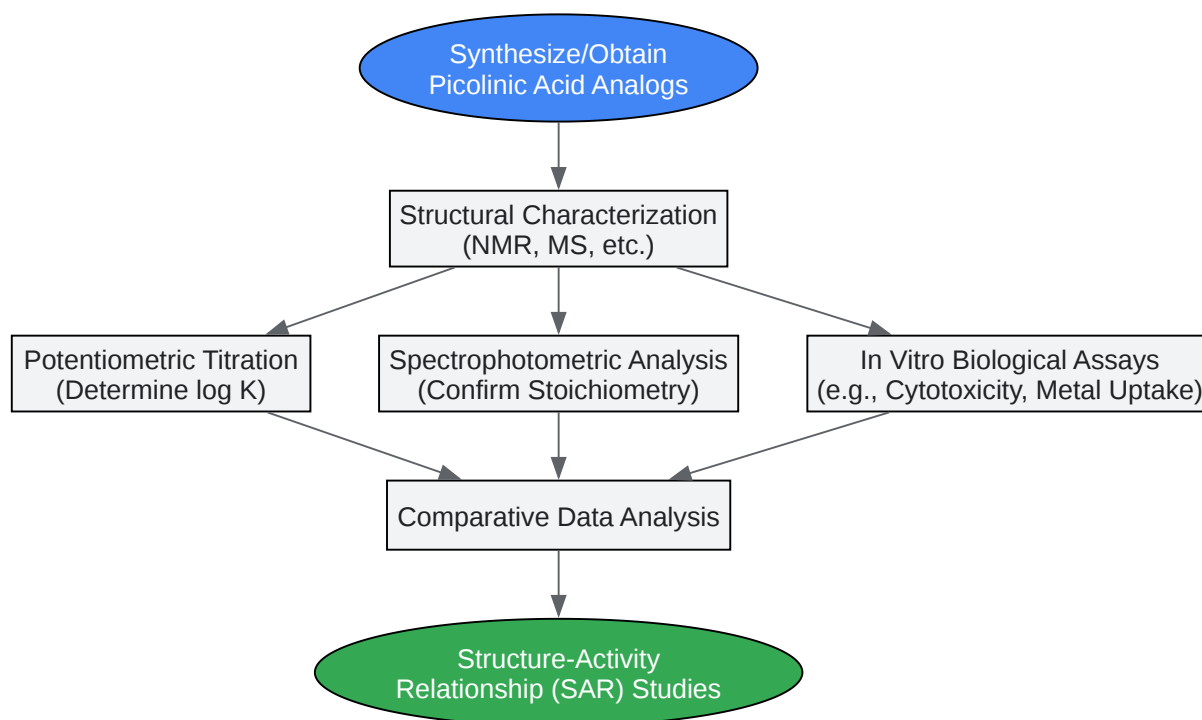 Synthesize/Obtain
Picolinic Acid Analogs
Structural Characterization
(NMR, MS, etc.)
Potentiometric Titration
(Determine log K)
Spectrophotometric Analysis
(Confirm Stoichiometry)
In Vitro Biological Assays
(e.g., Cytotoxicity, Metal Uptake)
Comparative Data Analysis
Structure-Activity
Relationship (SAR) Studies